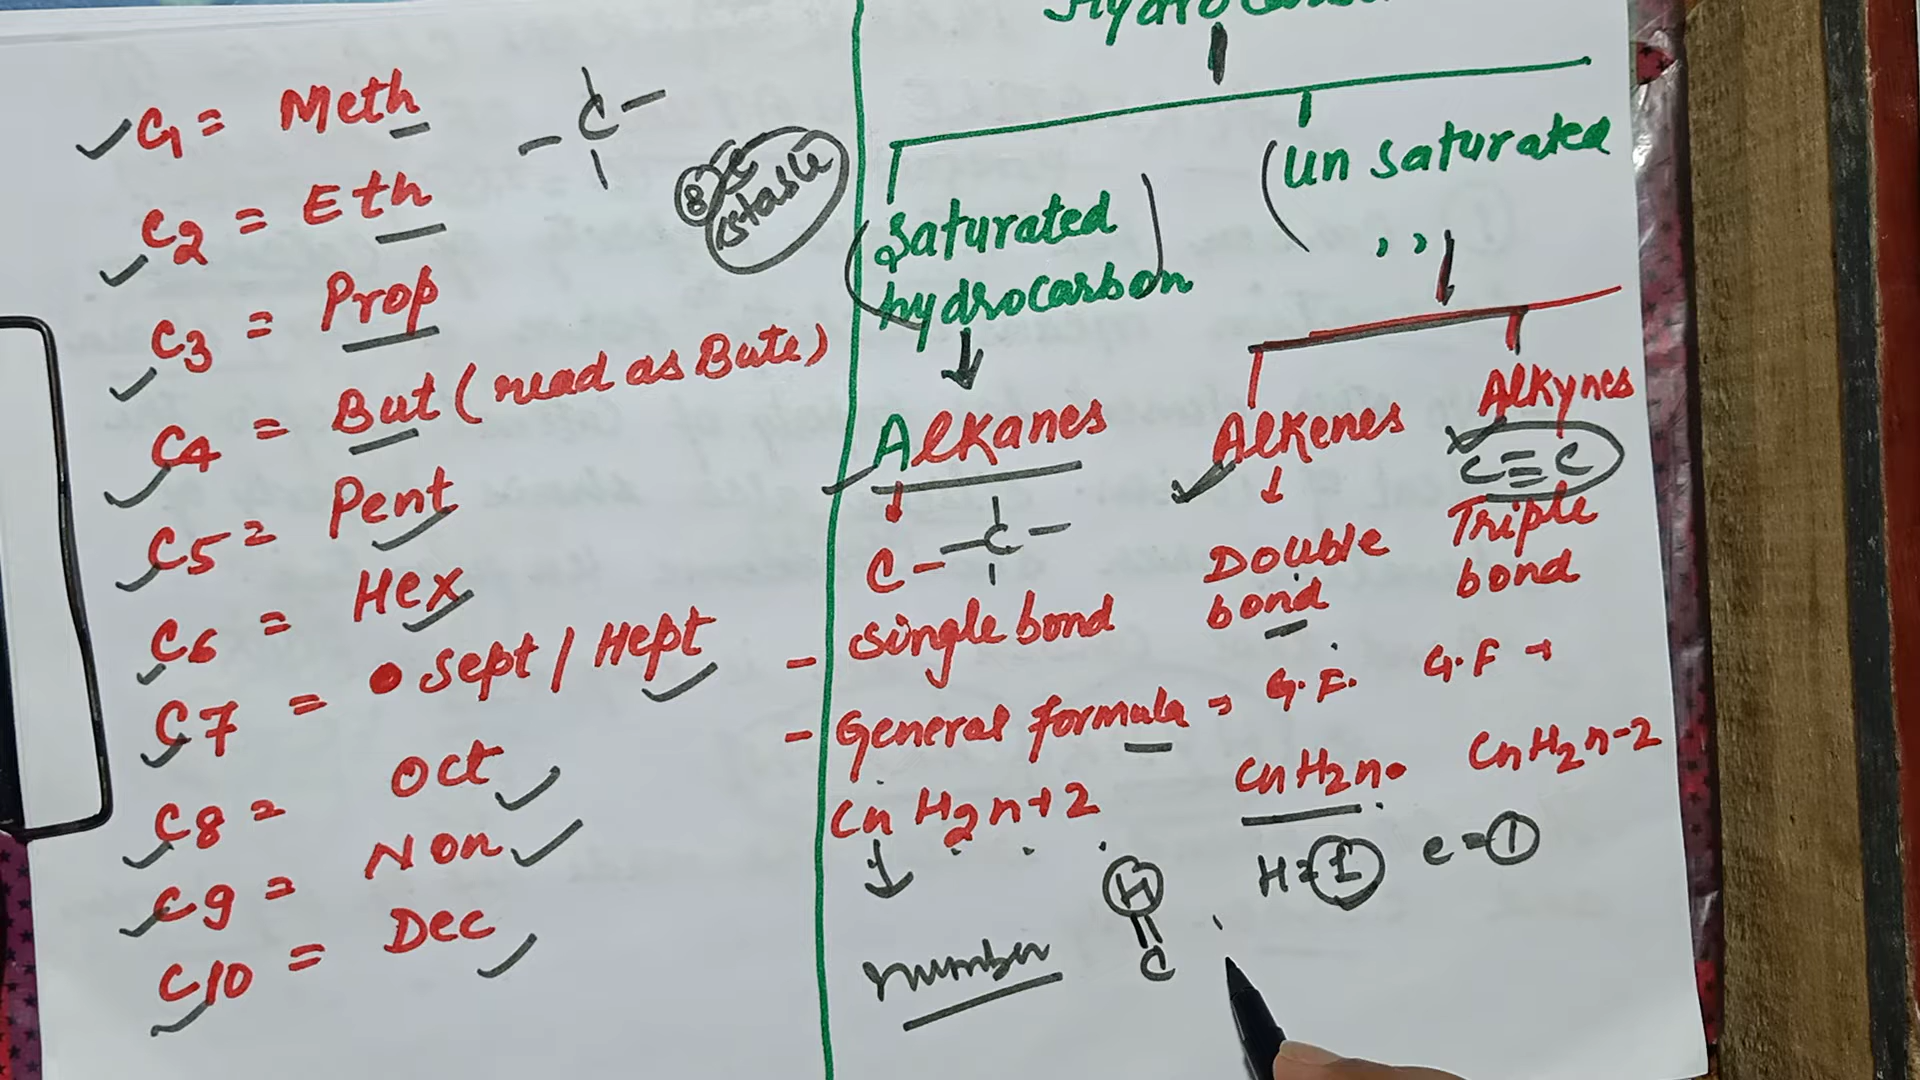 C1 = Meth
C2 = Eth
C3 = Prop
C4 = But (read as Bute)
C5 = Pent
C6 = Hex
C7 = Sept / Hept
C8 = Oct
C9 = Non
C10 = Dec
C
8 e
stable
Saturated
hydrocarbon
Un saturated
,,
Alkanes
C - C
Single bond
- General formula →
CnH2n+2
number
Alkenes
Double
bond
G.F.
CnH2n
Alkynes
C≡C
Triple
bond
G.F →
CnH2n-2
H
C
H = 1 e = 1